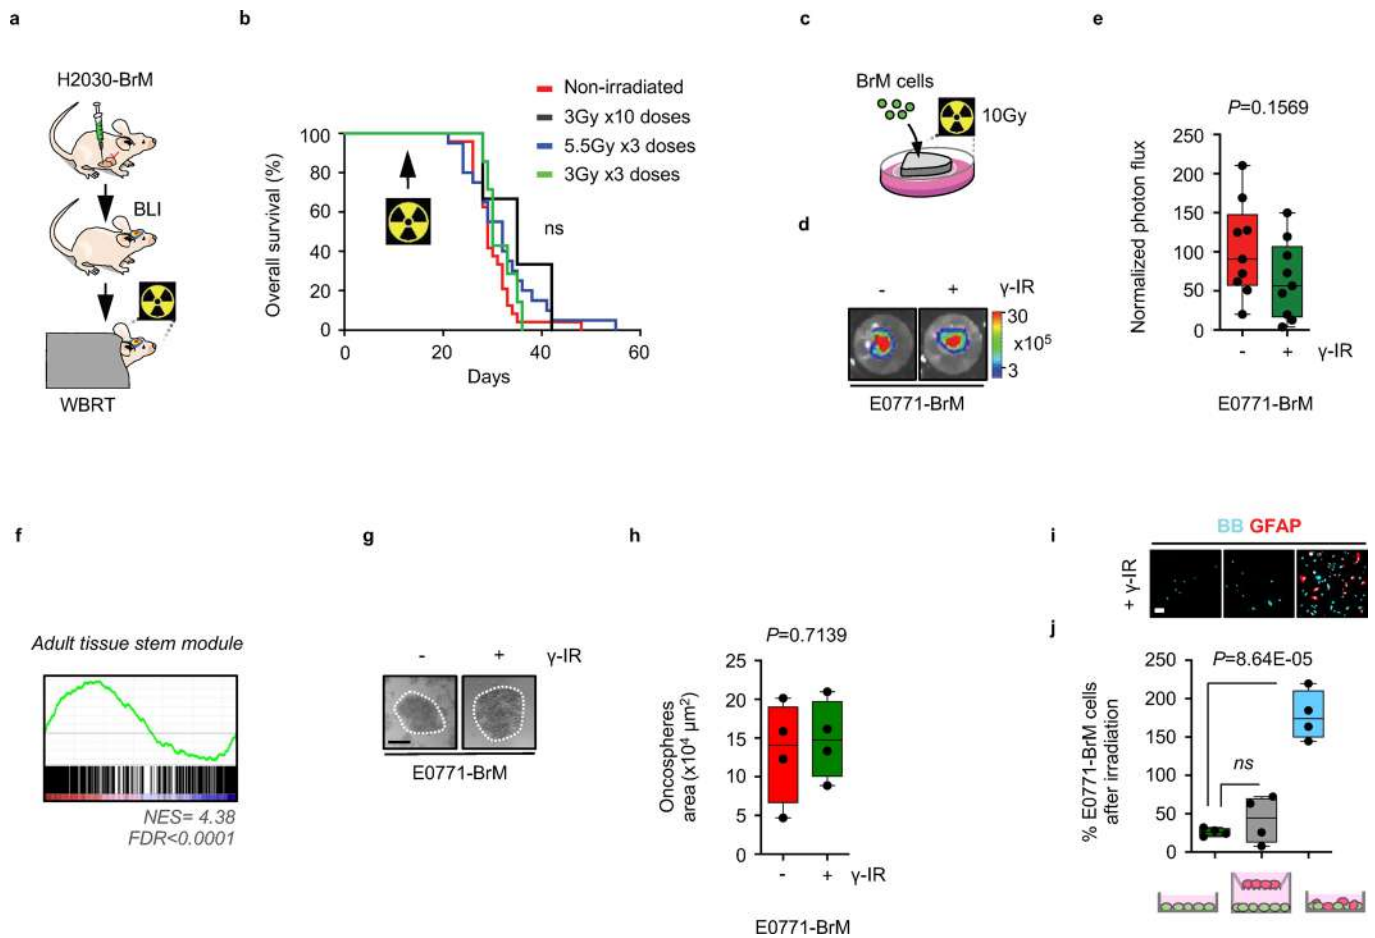 a
H2030-BrM
BLI
WBRT
b
Non-irradiated
3Gy x10 doses
5.5Gy x3 doses
3Gy x3 doses
Overall survival (%)
100
80
60
40
20
0
ns
0
20
40
60
Days
c
BrM cells
10Gy
d
-
+
γ-IR
30
x10⁵
3
E0771-BrM
e
P=0.1569
Normalized photon flux
250
200
150
100
50
0
-
+
γ-IR
E0771-BrM
f
Adult tissue stem module
NES= 4.38
FDR<0.0001
g
-
+
γ-IR
E0771-BrM
h
P=0.7139
Oncospheres
area (x10⁴ µm²)
25
20
15
10
5
0
-
+
γ-IR
E0771-BrM
i
BB GFAP
+ γ-IR
j
P=8.64E-05
% E0771-BrM cells
after irradiation
250
200
150
100
50
0
ns